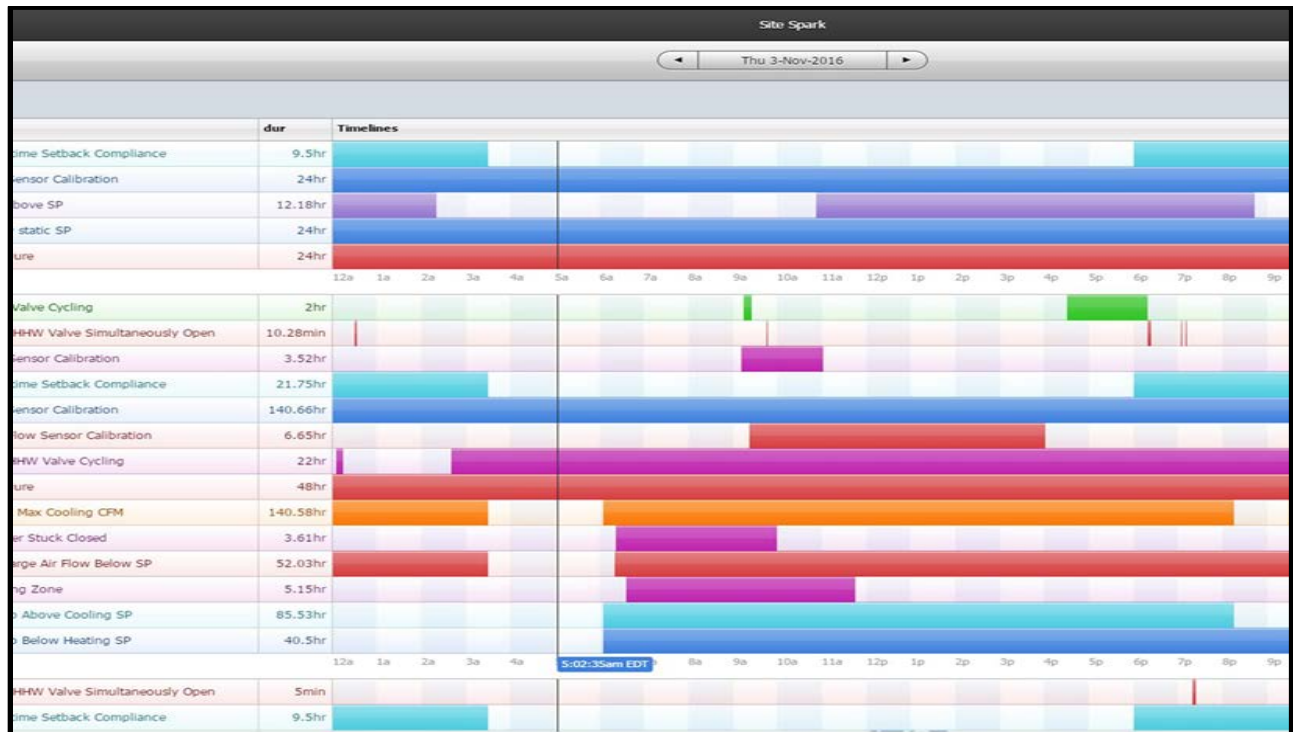 Site Spark
◄ Thu 3-Nov-2016 ►
dur Timelines
ime Setback Compliance 9.5hr
ensor Calibration 24hr
bove SP 12.18hr
static SP 24hr
ure 24hr
12a 1a 2a 3a 4a 5a 6a 7a 8a 9a 10a 11a 12p 1p 2p 3p 4p 5p 6p 7p 8p 9p
Valve Cycling 2hr
HHW Valve Simultaneously Open 10.28min
Sensor Calibration 3.52hr
ime Setback Compliance 21.75hr
ensor Calibration 140.66hr
low Sensor Calibration 6.65hr
HHW Valve Cycling 22hr
ure 48hr
Max Cooling CFM 140.58hr
er Stuck Closed 3.61hr
arge Air Flow Below SP 52.03hr
ng Zone 5.15hr
Above Cooling SP 85.53hr
Below Heating SP 40.5hr
12a 1a 2a 3a 4a 5:02:35am EDT 8a 9a 10a 11a 12p 1p 2p 3p 4p 5p 6p 7p 8p 9p
HHW Valve Simultaneously Open 5min
ime Setback Compliance 9.5hr